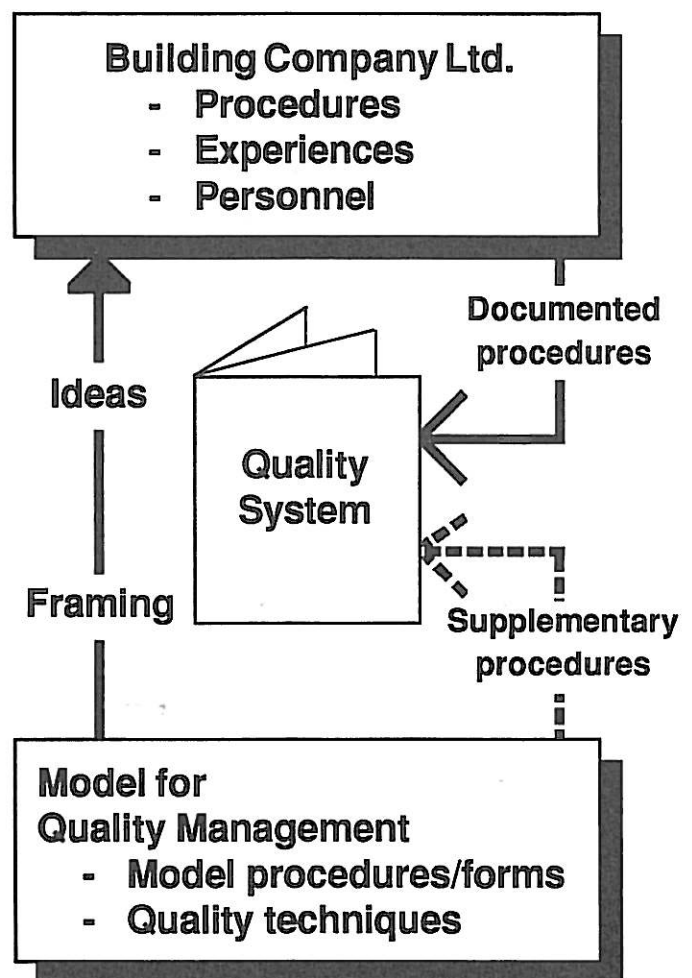 Building Company Ltd.
- Procedures
- Experiences
- Personnel
Documented
procedures
Ideas
Quality
System
Framing
Supplementary
procedures
Model for
Quality Management
- Model procedures/forms
- Quality techniques